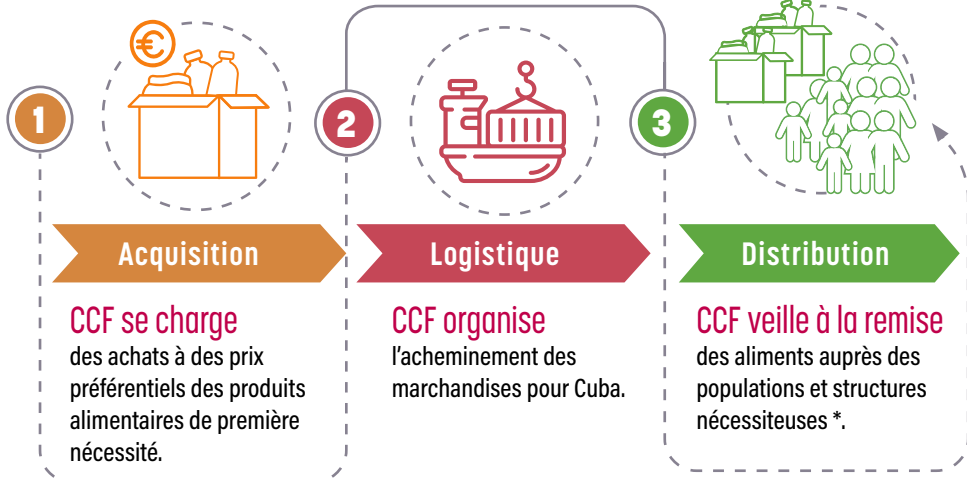 €
1
Acquisition
CCF se charge
des achats à des prix
préférentiels des produits
alimentaires de première
nécessité.
2
Logistique
CCF organise
l'acheminement des
marchandises pour Cuba.
3
Distribution
CCF veille à la remise
des aliments auprès des
populations et structures
nécessiteuses *.